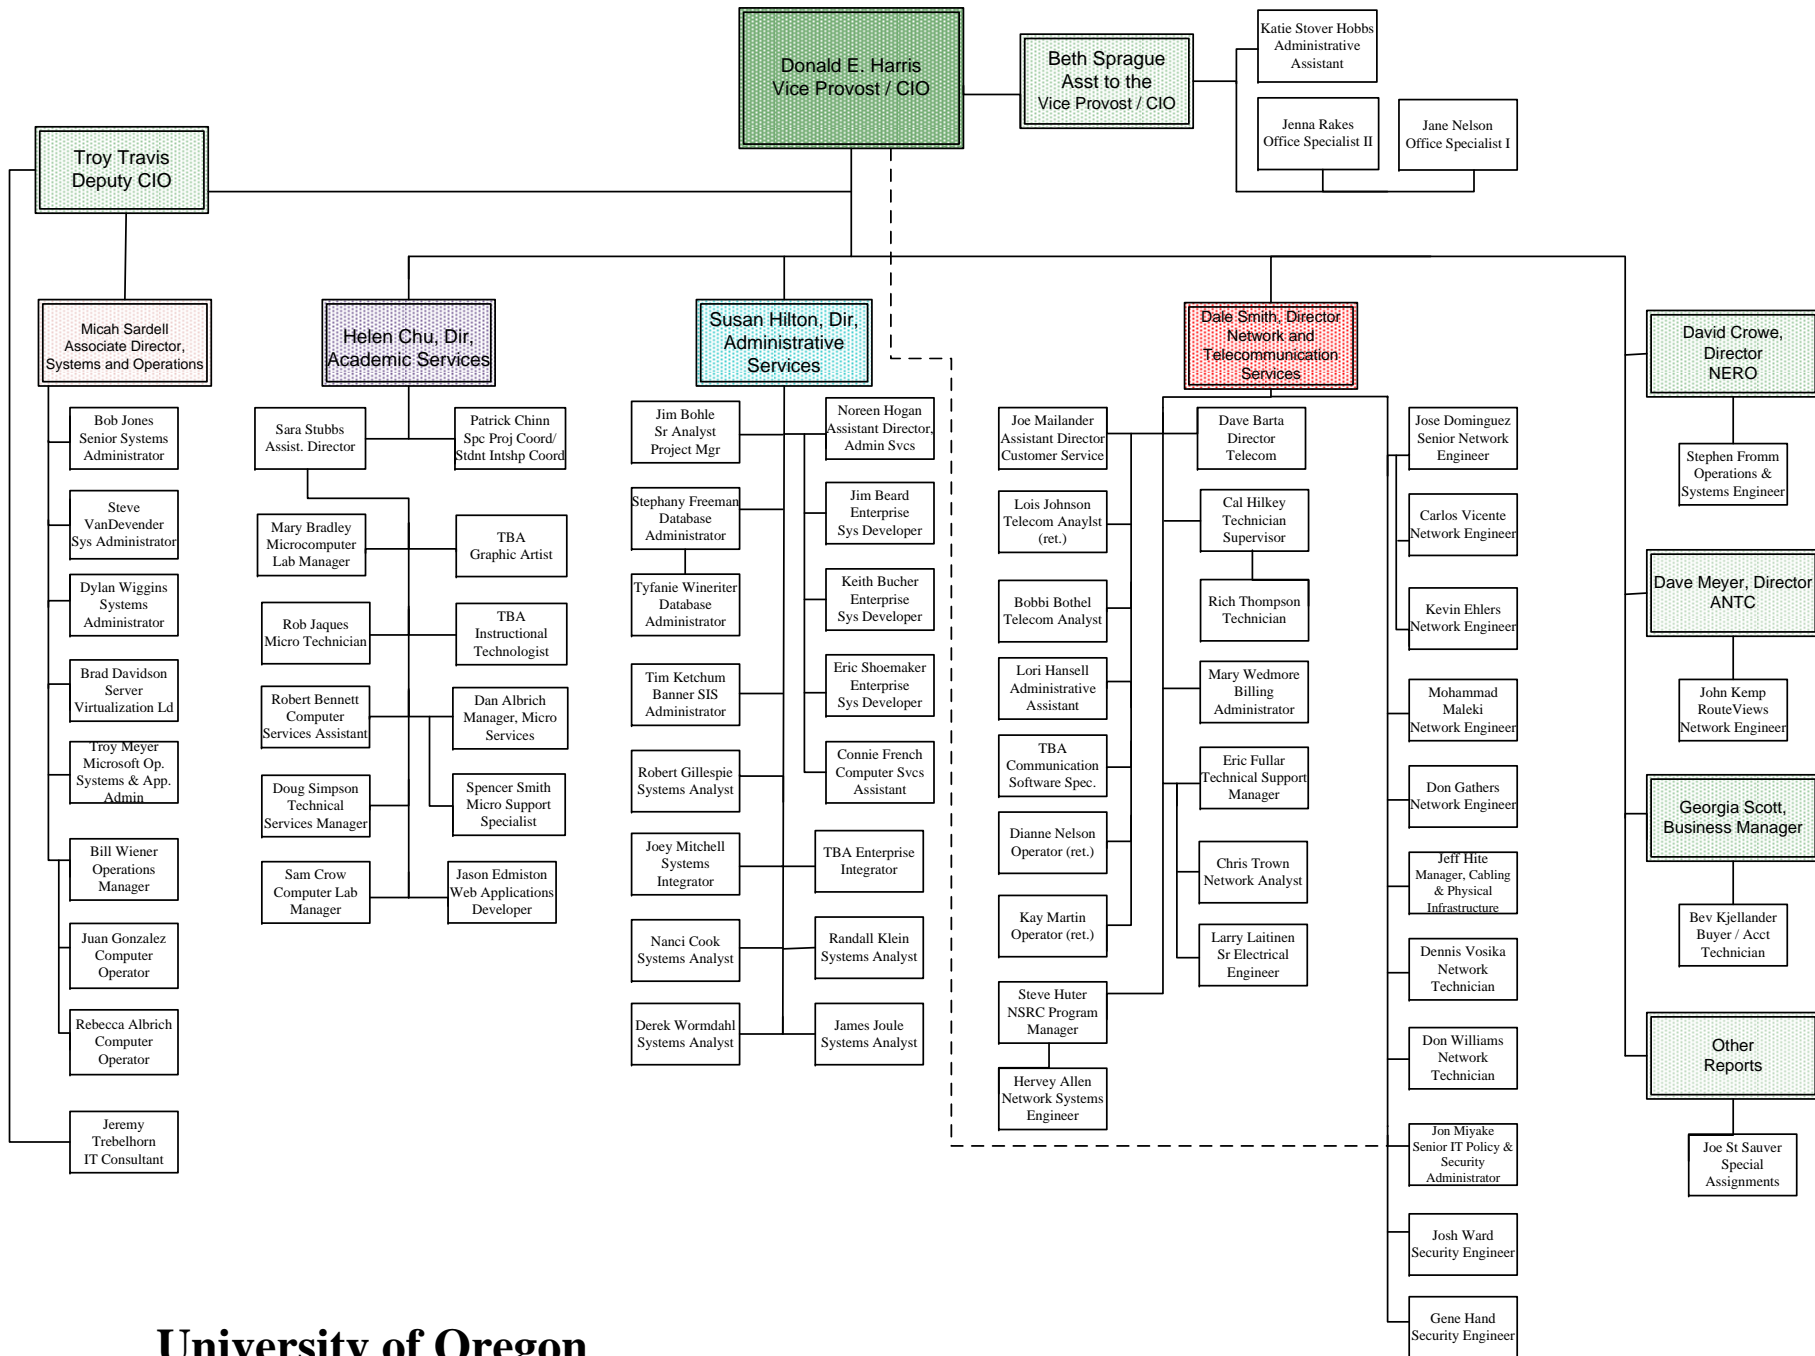 Donald E. Harris
Vice Provost / CIO
Beth Sprague
Asst to the
Vice Provost / CIO
Katie Stover Hobbs
Administrative
Assistant
Jenna Rakes
Office Specialist II
Jane Nelson
Office Specialist I
Troy Travis
Deputy CIO
Micah Sardell
Associate Director,
Systems and Operations
Bob Jones
Senior Systems
Administrator
Steve
VanDevender
Sys Administrator
Dylan Wiggins
Systems
Administrator
Brad Davidson
Server
Virtualization Ld
Troy Meyer
Microsoft Op.
Systems & App.
Admin
Bill Wiener
Operations
Manager
Juan Gonzalez
Computer
Operator
Rebecca Albrich
Computer
Operator
Jeremy
Trebelhorn
IT Consultant
Helen Chu, Dir,
Academic Services
Sara Stubbs
Assist. Director
Patrick Chinn
Spc Proj Coord/
Stdnt Intshp Coord
Mary Bradley
Microcomputer
Lab Manager
TBA
Graphic Artist
Rob Jaques
Micro Technician
TBA
Instructional
Technologist
Robert Bennett
Computer
Services Assistant
Dan Albrich
Manager, Micro
Services
Doug Simpson
Technical
Services Manager
Spencer Smith
Micro Support
Specialist
Sam Crow
Computer Lab
Manager
Jason Edmiston
Web Applications
Developer
Susan Hilton, Dir,
Administrative
Services
Jim Bohle
Sr Analyst
Project Mgr
Noreen Hogan
Assistant Director,
Admin Svcs
Stephany Freeman
Database
Administrator
Jim Beard
Enterprise
Sys Developer
Tyfanie Wineriter
Database
Administrator
Keith Bucher
Enterprise
Sys Developer
Tim Ketchum
Banner SIS
Administrator
Eric Shoemaker
Enterprise
Sys Developer
Robert Gillespie
Systems Analyst
Connie French
Computer Svcs
Assistant
Joey Mitchell
Systems
Integrator
TBA Enterprise
Integrator
Nanci Cook
Systems Analyst
Randall Klein
Systems Analyst
Derek Wormdahl
Systems Analyst
James Joule
Systems Analyst
Dale Smith, Director
Network and
Telecommunication
Services
Joe Mailander
Assistant Director
Customer Service
Dave Barta
Director
Telecom
Lois Johnson
Telecom Anaylst
(ret.)
Cal Hilkey
Technician
Supervisor
Bobbi Bothel
Telecom Analyst
Rich Thompson
Technician
Lori Hansell
Administrative
Assistant
Mary Wedmore
Billing
Administrator
TBA
Communication
Software Spec.
Eric Fullar
Technical Support
Manager
Dianne Nelson
Operator (ret.)
Chris Trown
Network Analyst
Kay Martin
Operator (ret.)
Larry Laitinen
Sr Electrical
Engineer
Steve Huter
NSRC Program
Manager
Hervey Allen
Network Systems
Engineer
Jose Dominguez
Senior Network
Engineer
Carlos Vicente
Network Engineer
Kevin Ehlers
Network Engineer
Mohammad
Maleki
Network Engineer
Don Gathers
Network Engineer
Jeff Hite
Manager, Cabling
& Physical
Infrastructure
Dennis Vosika
Network
Technician
Don Williams
Network
Technician
Jon Miyake
Senior IT Policy &
Security
Administrator
Josh Ward
Security Engineer
Gene Hand
Security Engineer
David Crowe,
Director
NERO
Stephen Fromm
Operations &
Systems Engineer
Dave Meyer, Director
ANTC
John Kemp
RouteViews
Network Engineer
Georgia Scott,
Business Manager
Bev Kjellander
Buyer / Acct
Technician
Other
Reports
Joe St Sauver
Special
Assignments
University of Oregon